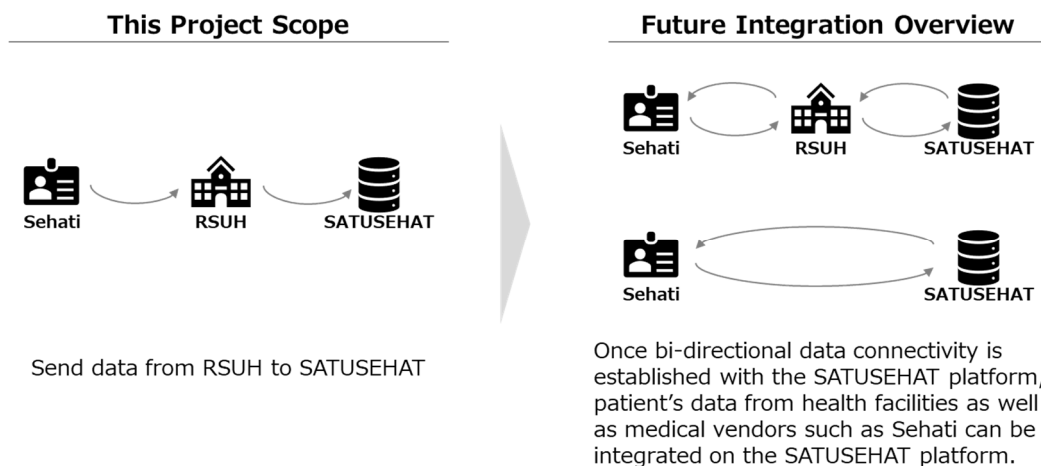 This Project Scope
Sehati
RSUH
SATUSEHAT
Send data from RSUH to SATUSEHAT
Future Integration Overview
Sehati
RSUH
SATUSEHAT
Sehati
SATUSEHAT
Once bi-directional data connectivity is
established with the SATUSEHAT platform,
patient’s data from health facilities as well
as medical vendors such as Sehati can be
integrated on the SATUSEHAT platform.